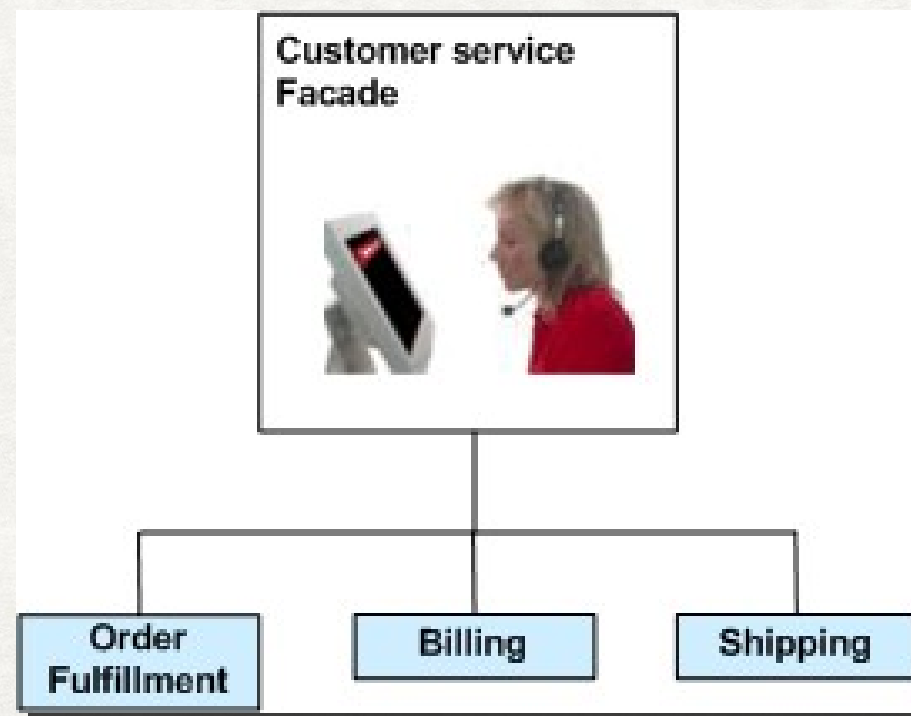 Customer service
Facade
Order
Fulfillment
Billing
Shipping